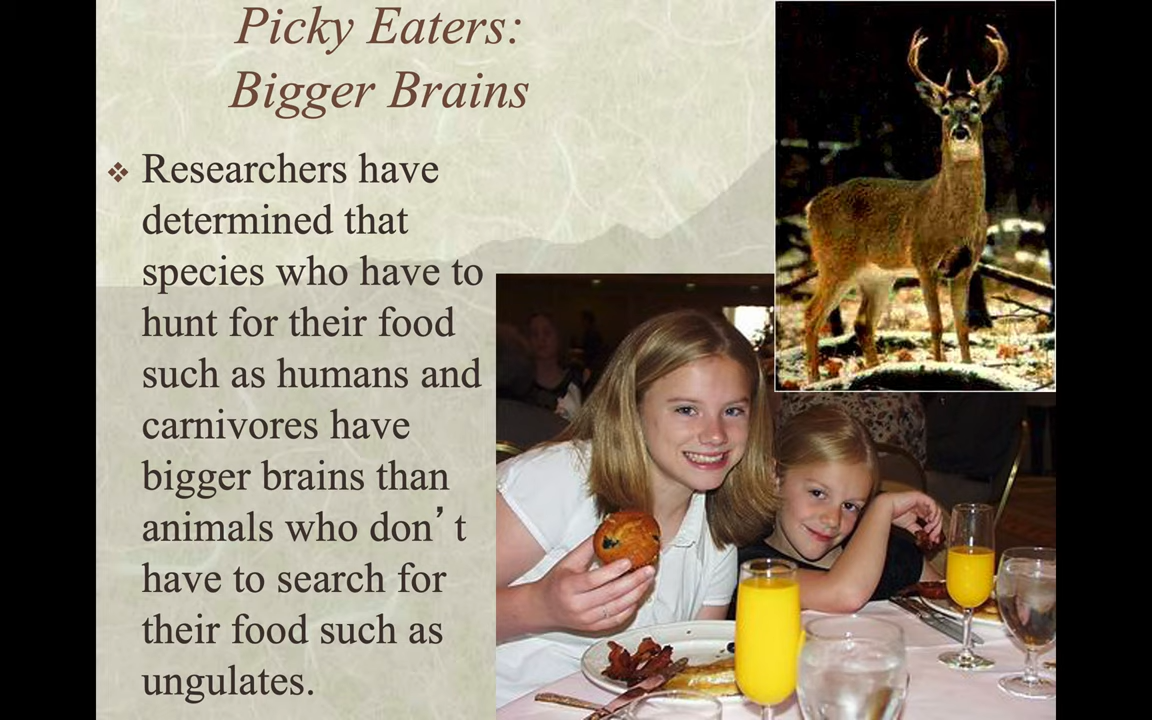 Picky Eaters:
Bigger Brains
❖ Researchers have
determined that
species who have to
hunt for their food
such as humans and
carnivores have
bigger brains than
animals who don’t
have to search for
their food such as
ungulates.